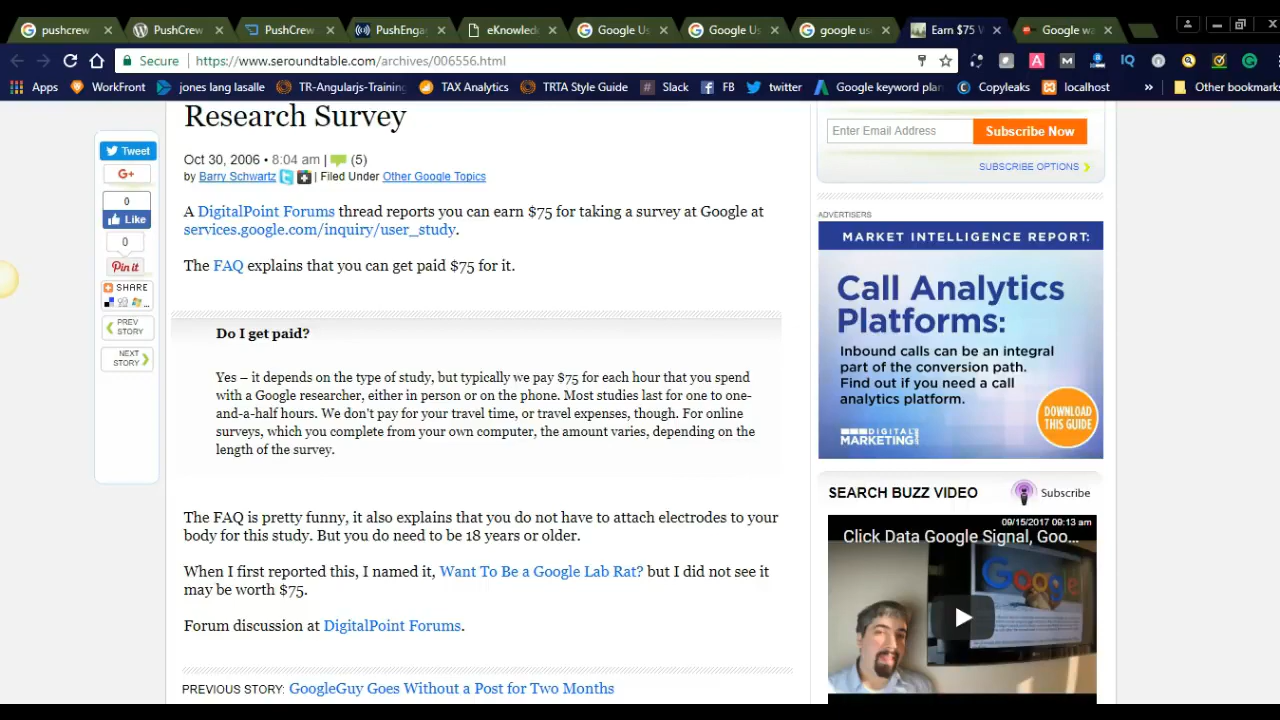 pushcrew
PushCrew
PushCrew
PushEnga
eKnowled
Google Us
Google Us
google us
Earn $75 V
Google wa
Secure
https://www.seroundtable.com/archives/006556.html
Apps
WorkFront
jones lang lasalle
TR-Angularjs-Training
TAX Analytics
TRTA Style Guide
Slack
FB
twitter
Google keyword plan
Copyleaks
localhost
»
Other bookmarks
Research Survey
Oct 30, 2006 • 8:04 am | (5)
by Barry Schwartz | Filed Under Other Google Topics
Tweet
G+
0
Like
0
Pin it
SHARE
PREV
STORY
NEXT
STORY
A DigitalPoint Forums thread reports you can earn $75 for taking a survey at Google at
services.google.com/inquiry/user_study.
The FAQ explains that you can get paid $75 for it.
Do I get paid?
Yes – it depends on the type of study, but typically we pay $75 for each hour that you spend
with a Google researcher, either in person or on the phone. Most studies last for one to one-
and-a-half hours. We don't pay for your travel time, or travel expenses, though. For online
surveys, which you complete from your own computer, the amount varies, depending on the
length of the survey.
The FAQ is pretty funny, it also explains that you do not have to attach electrodes to your
body for this study. But you do need to be 18 years or older.
When I first reported this, I named it, Want To Be a Google Lab Rat? but I did not see it
may be worth $75.
Forum discussion at DigitalPoint Forums.
PREVIOUS STORY: GoogleGuy Goes Without a Post for Two Months
Enter Email Address
Subscribe Now
SUBSCRIBE OPTIONS
ADVERTISERS
MARKET INTELLIGENCE REPORT:
Call Analytics
Platforms:
Inbound calls can be an integral
part of the conversion path.
Find out if you need a call
analytics platform.
DOWNLOAD
THIS GUIDE
DIGITAL
MARKETING
SEARCH BUZZ VIDEO
Subscribe
09/15/2017 09:13 am
Click Data Google Signal, Goo...
Google